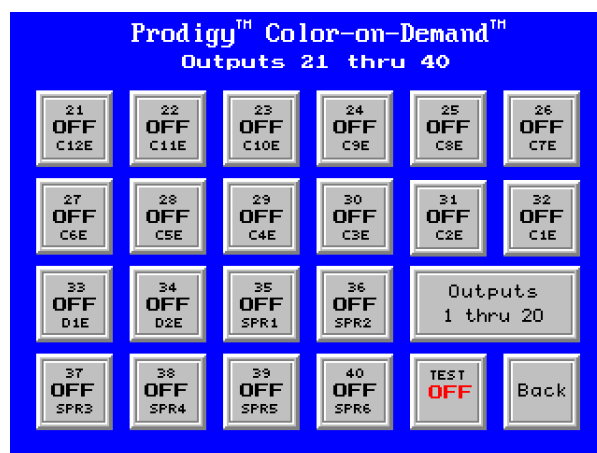 Prodigy™ Color-on-Demand™
Outputs 21 thru 40
21
OFF
C12E
22
OFF
C11E
23
OFF
C10E
24
OFF
C9E
25
OFF
C8E
26
OFF
C7E
27
OFF
C6E
28
OFF
C5E
29
OFF
C4E
30
OFF
C3E
31
OFF
C2E
32
OFF
C1E
33
OFF
D1E
34
OFF
D2E
35
OFF
SPR1
36
OFF
SPR2
Outputs
1 thru 20
37
OFF
SPR3
38
OFF
SPR4
39
OFF
SPR5
40
OFF
SPR6
TEST
OFF
Back